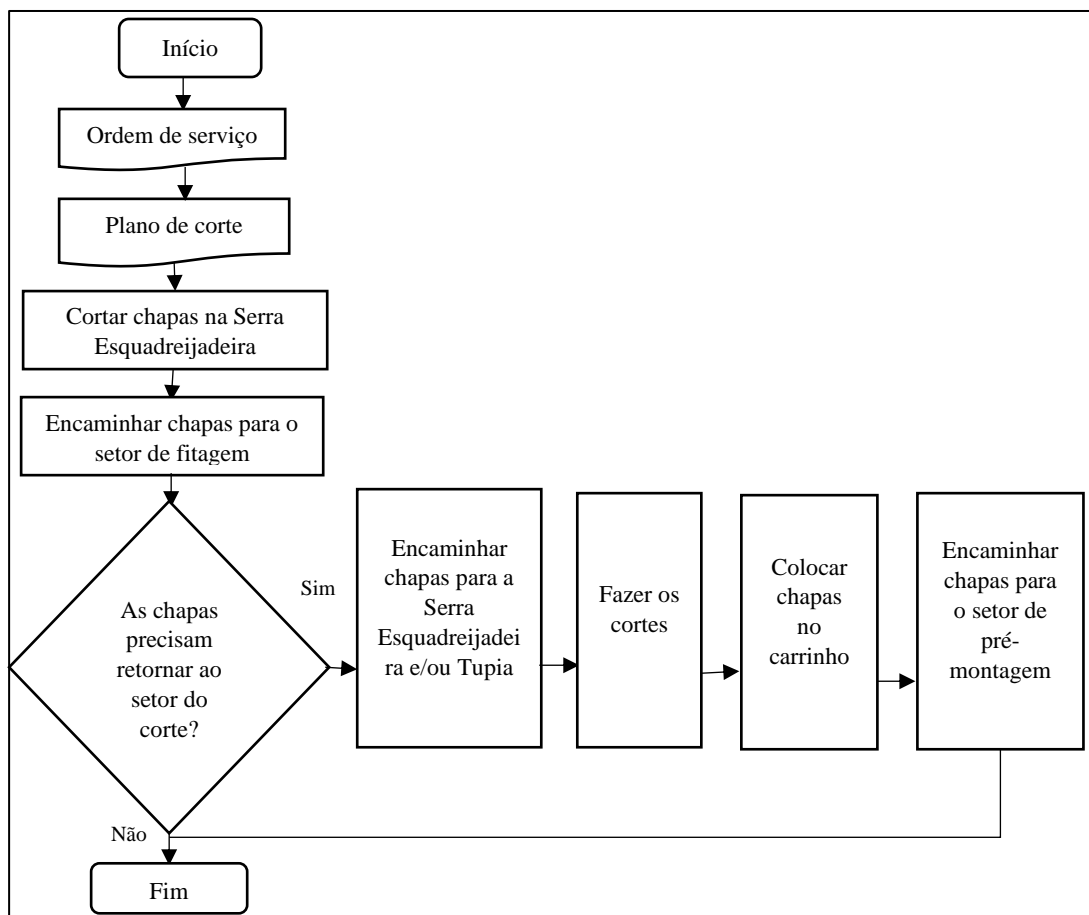 Início
Ordem de serviço
Plano de corte
Cortar chapas na Serra
Esquadreijadeira
Encaminhar chapas para o
setor de fitagem
As chapas
precisam
retornar ao
setor do
corte?
Sim
Encaminhar
chapas para a
Serra
Esquadreijadei
ra e/ou Tupia
Fazer os
cortes
Colocar
chapas
no
carrinho
Encaminhar
chapas para
o setor de
pré-
montagem
Não
Fim